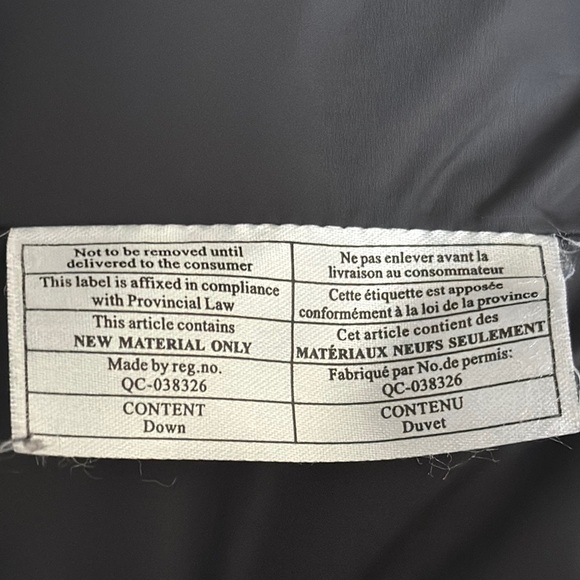 Not to be removed until
delivered to the consumer
This label is affixed in compliance
with Provincial Law
This article contains
NEW MATERIAL ONLY
Made by reg.no.
QC-038326
CONTENT
Down
Ne pas enlever avant la
livraison au consommateur
Cette étiquette est apposée
conformément à la loi de la province
Cet article contient des
MATÉRIAUX NEUFS SEULEMENT
Fabriqué par No.de permis:
QC-038326
CONTENU
Duvet